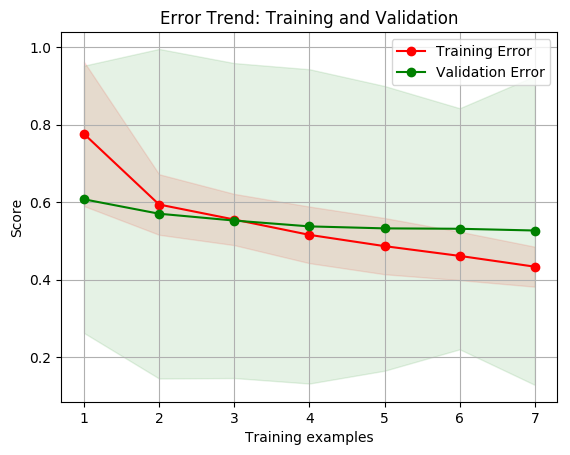 Error Trend: Training and Validation
Training Error
Validation Error
Score
1.0
0.8
0.6
0.4
0.2
1 2 3 4 5 6 7
Training examples